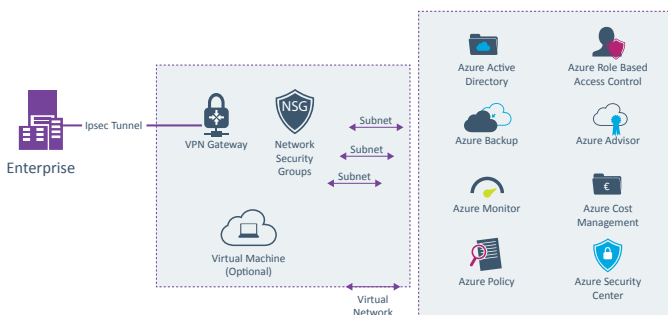 Enterprise
Ipsec Tunnel
VPN Gateway
NSG
Network
Security
Groups
Subnet
Subnet
Subnet
Virtual Machine
(Optional)
Virtual
Network
Azure Active
Directory
Azure Role Based
Access Control
Azure Backup
Azure Advisor
Azure Monitor
€
Azure Cost
Management
Azure Policy
Azure Security
Center